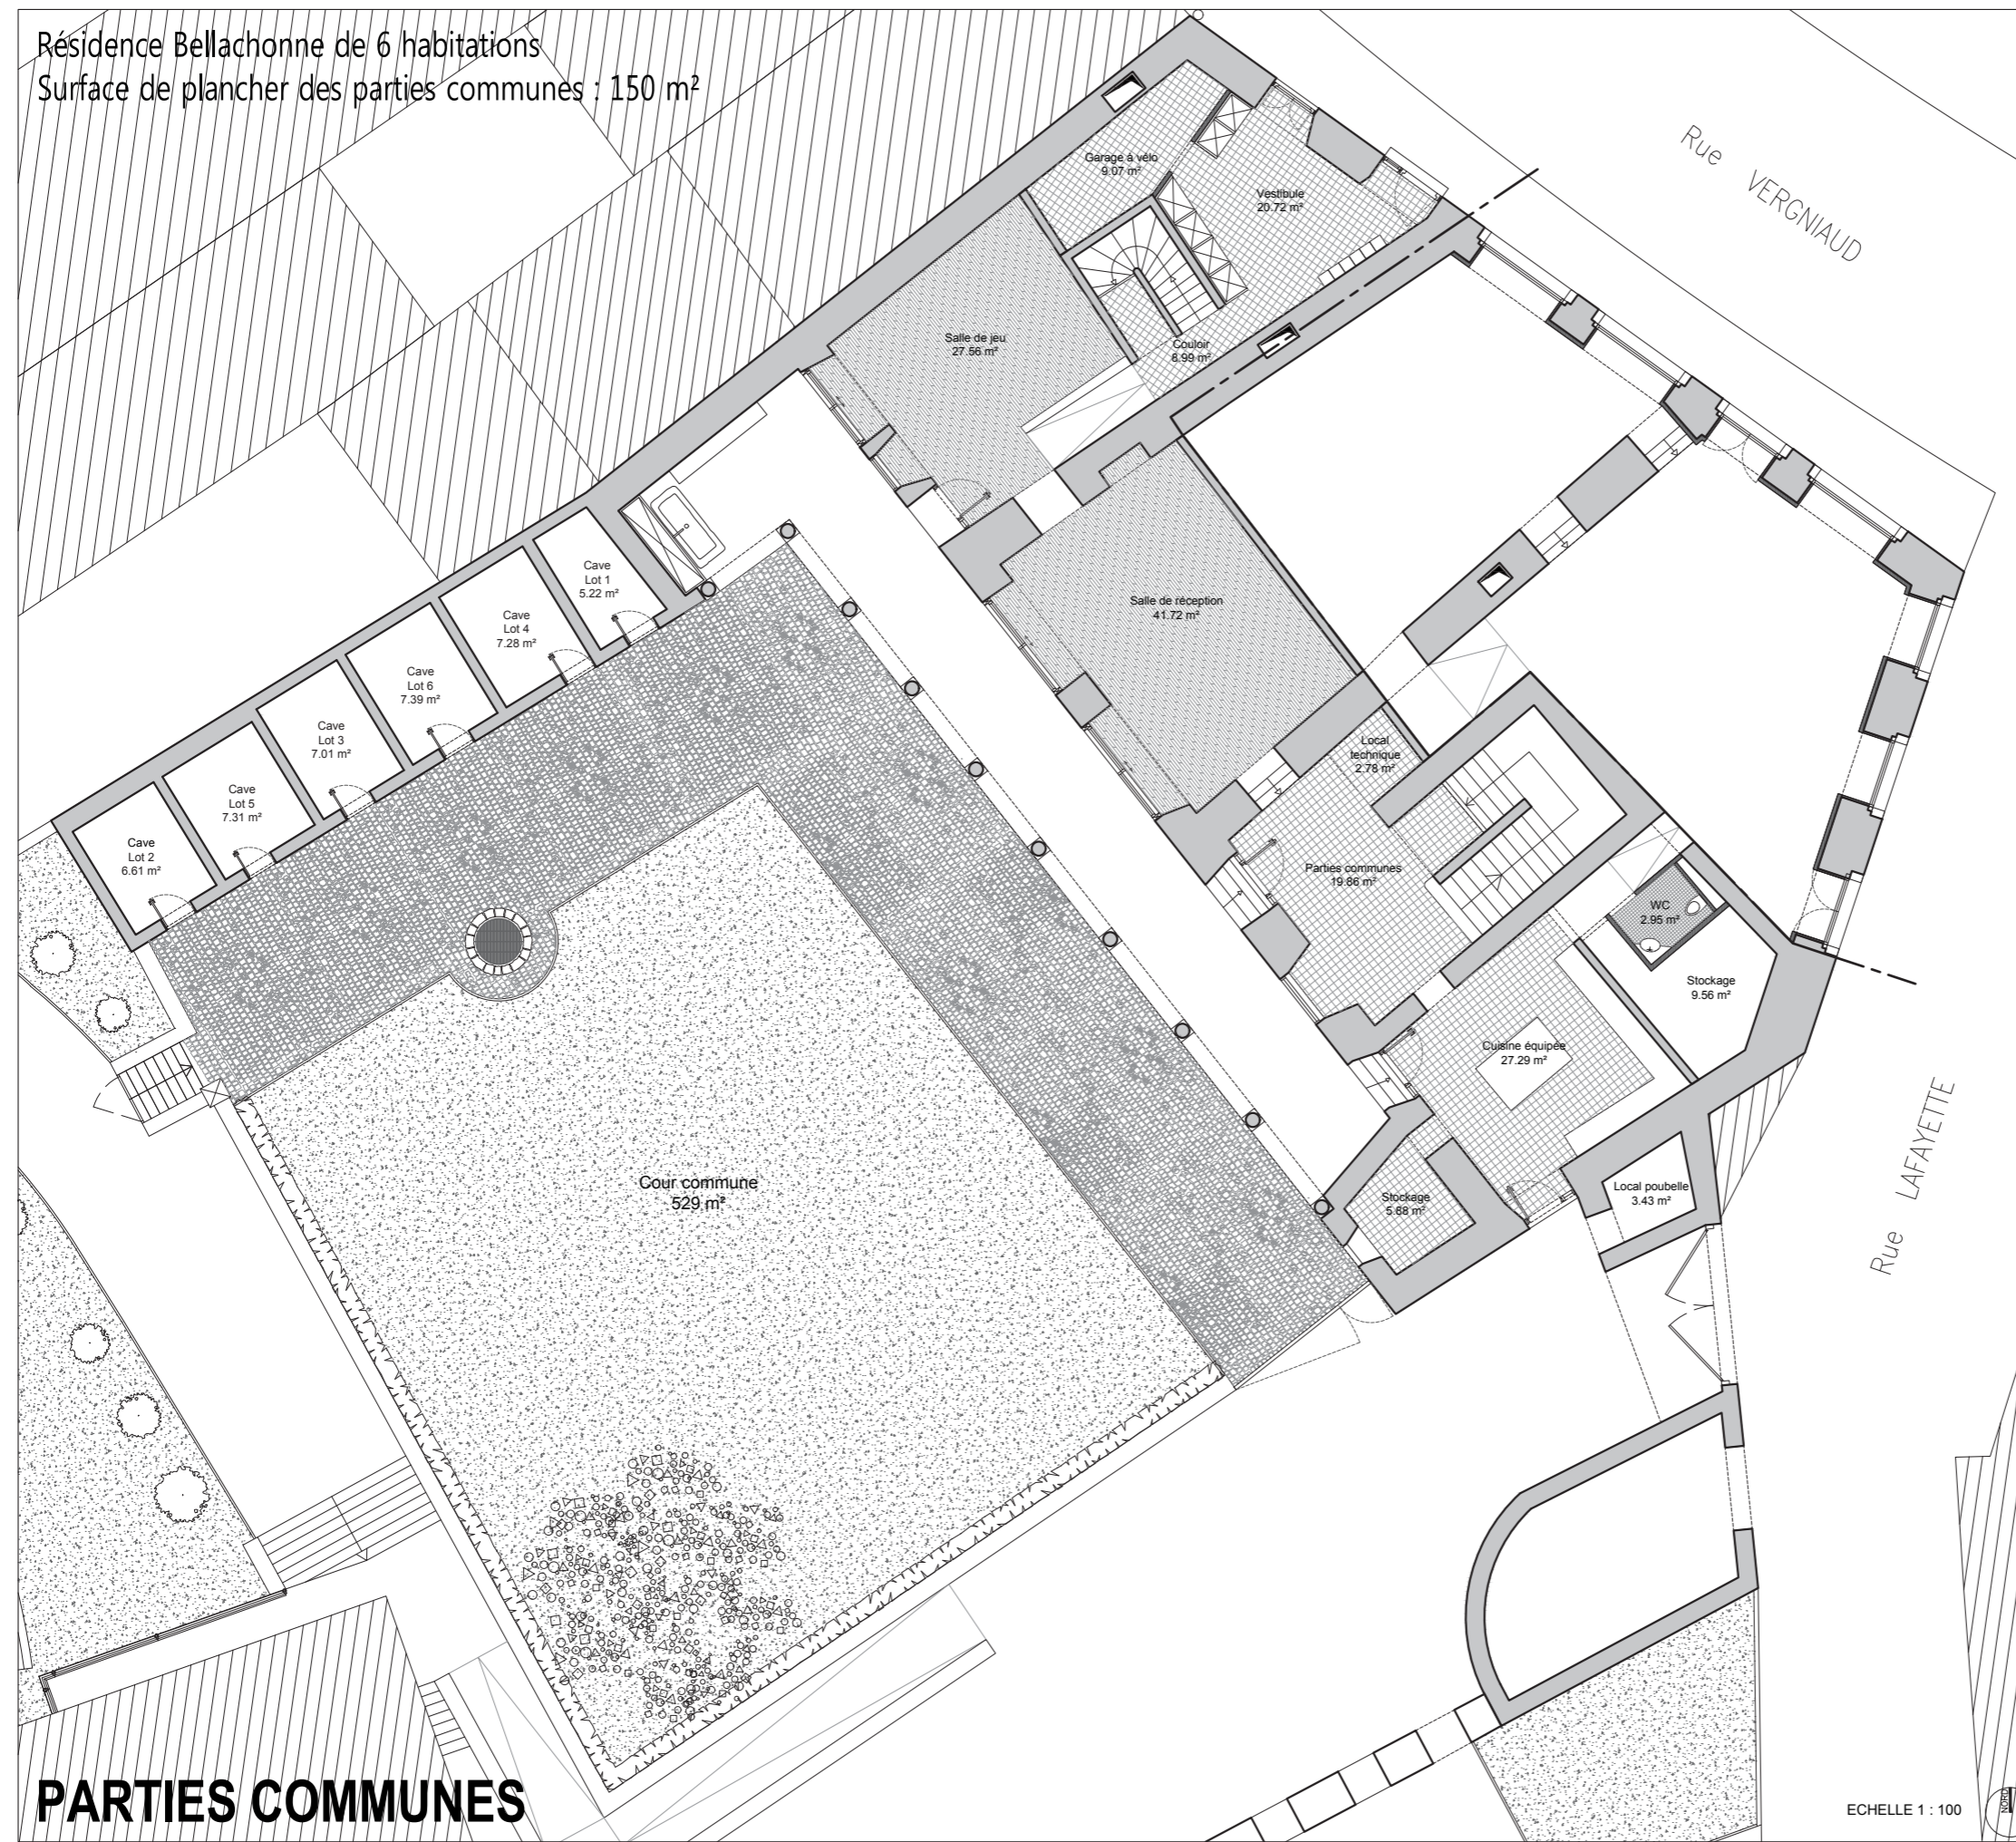 Résidence Bellachonne de 6 habitations
Surface de plancher des parties communes : 150 m²
Rue VERGNIAUD
Garage à vélo
9.07 m²
Vestibule
20.72 m²
Salle de jeu
27.56 m²
Couloir
6.99 m²
Cave
Lot 1
5.22 m²
Cave
Lot 4
7.28 m²
Cave
Lot 6
7.39 m²
Cave
Lot 3
7.01 m²
Cave
Lot 5
7.31 m²
Cave
Lot 2
6.61 m²
Salle de réception
41.72 m²
Local
technique
2.78 m²
Parties communes
19.86 m²
WC
2.95 m²
Stockage
9.56 m²
Cuisine équipée
27.29 m²
Stockage
5.88 m²
Local poubelle
3.43 m²
Rue LAFAYETTE
Cour commune
529 m²
PARTIES COMMUNES
ECHELLE 1 : 100
NORD